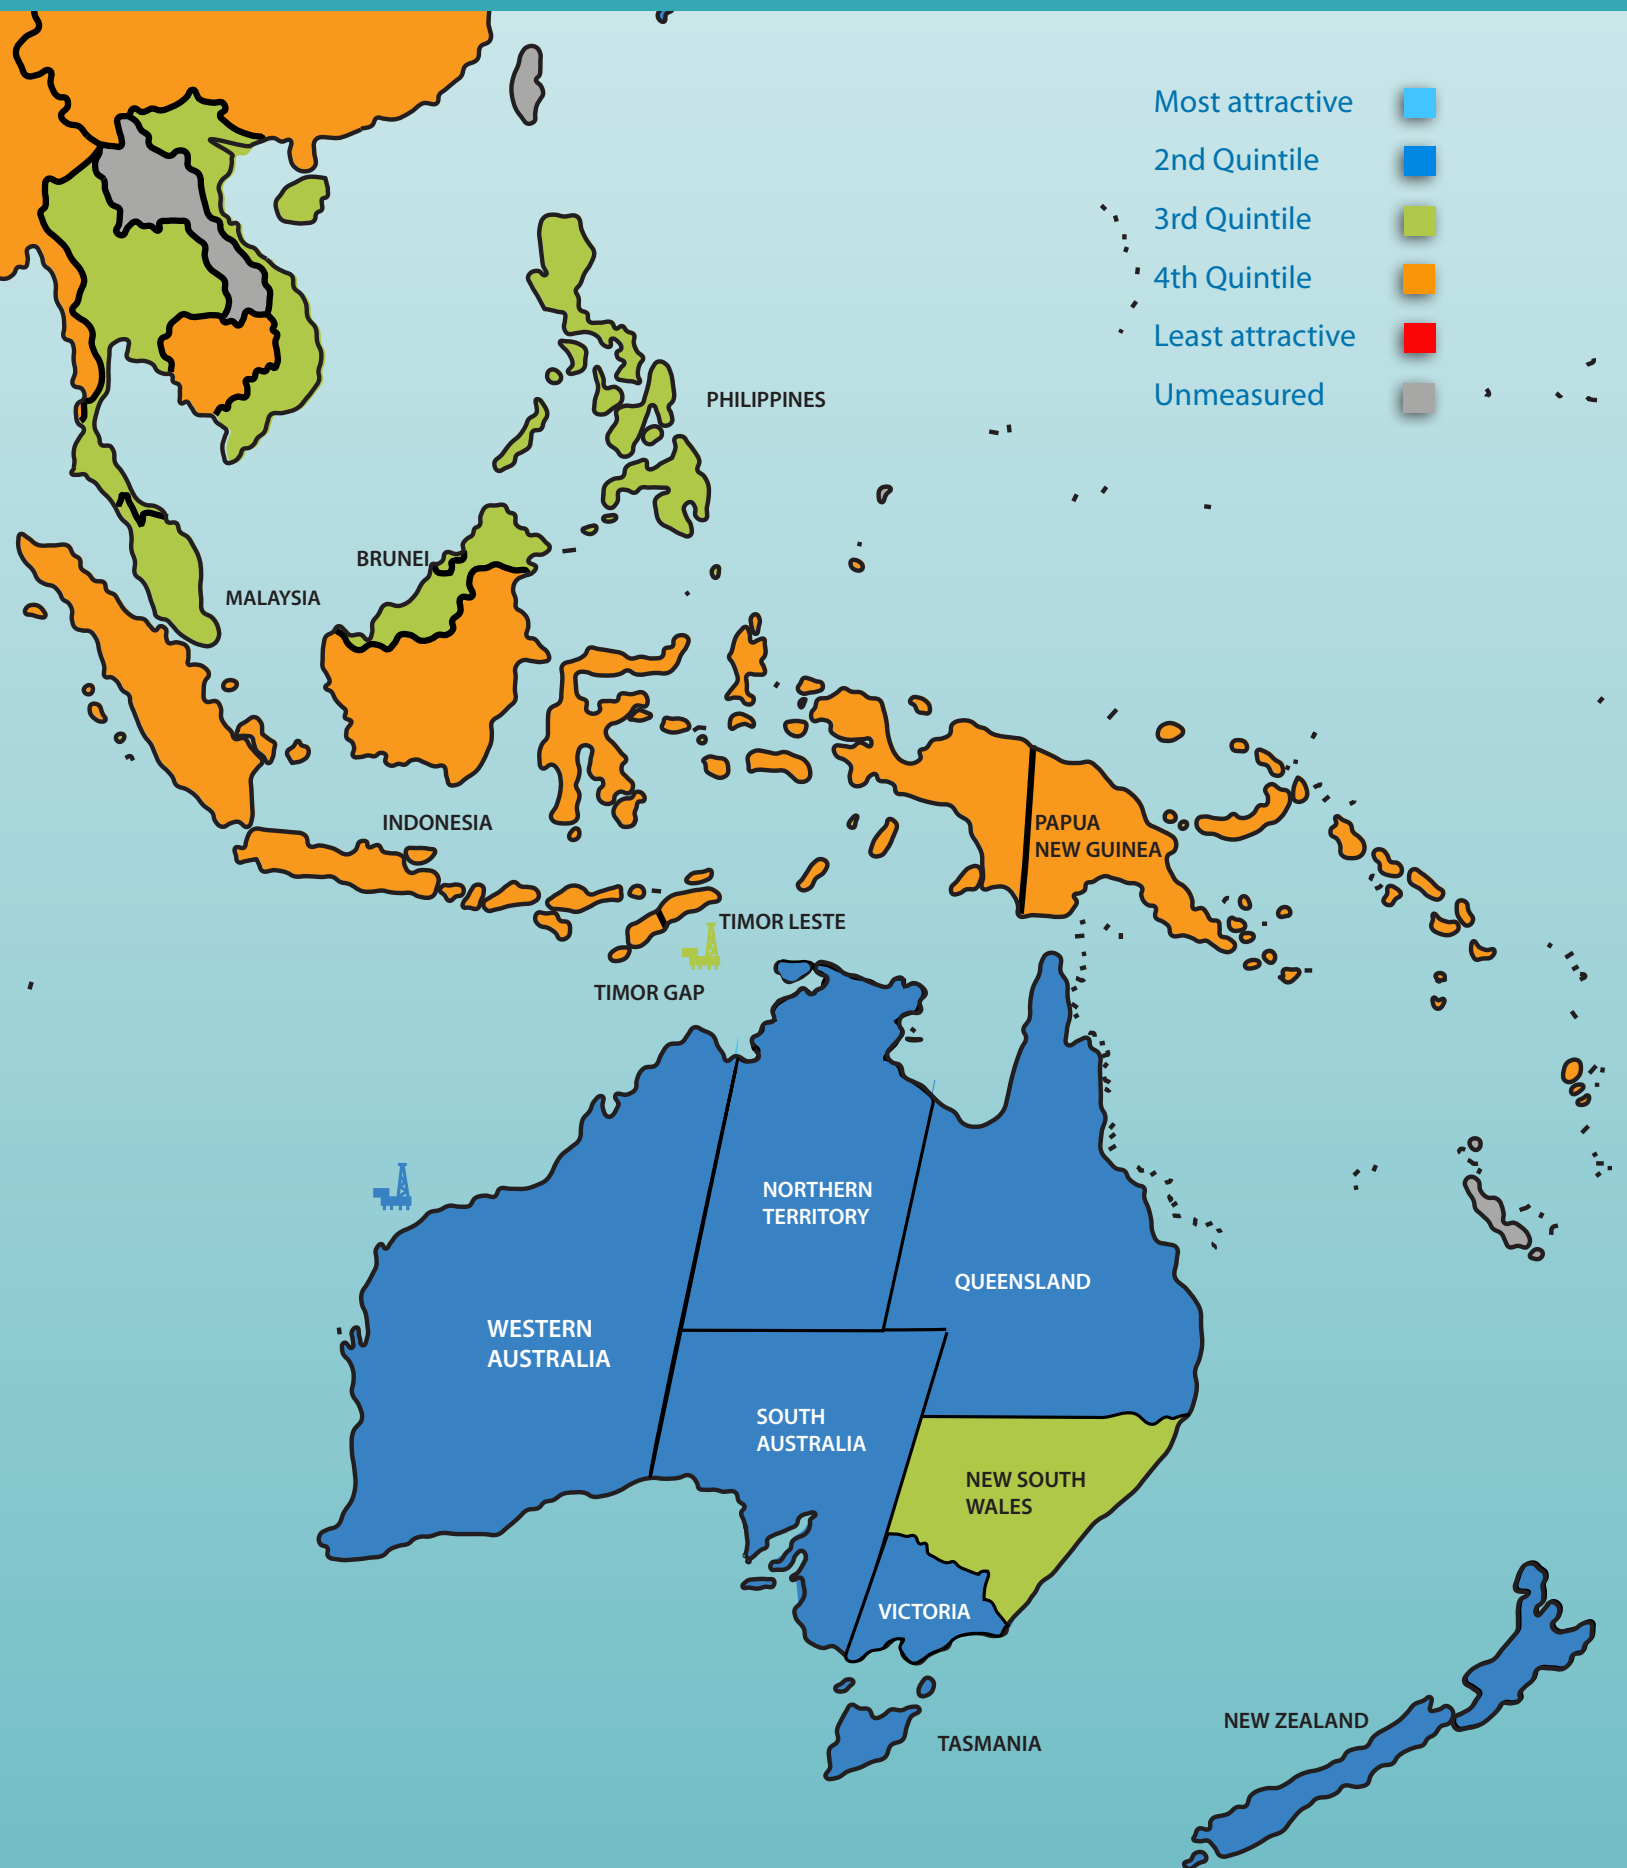 Most attractive
2nd Quintile
3rd Quintile
4th Quintile
Least attractive
Unmeasured
PHILIPPINES
BRUNEI
MALAYSIA
INDONESIA
PAPUA
NEW GUINEA
TIMOR LESTE
TIMOR GAP
NORTHERN
TERRITORY
QUEENSLAND
WESTERN
AUSTRALIA
SOUTH
AUSTRALIA
NEW SOUTH
WALES
VICTORIA
NEW ZEALAND
TASMANIA